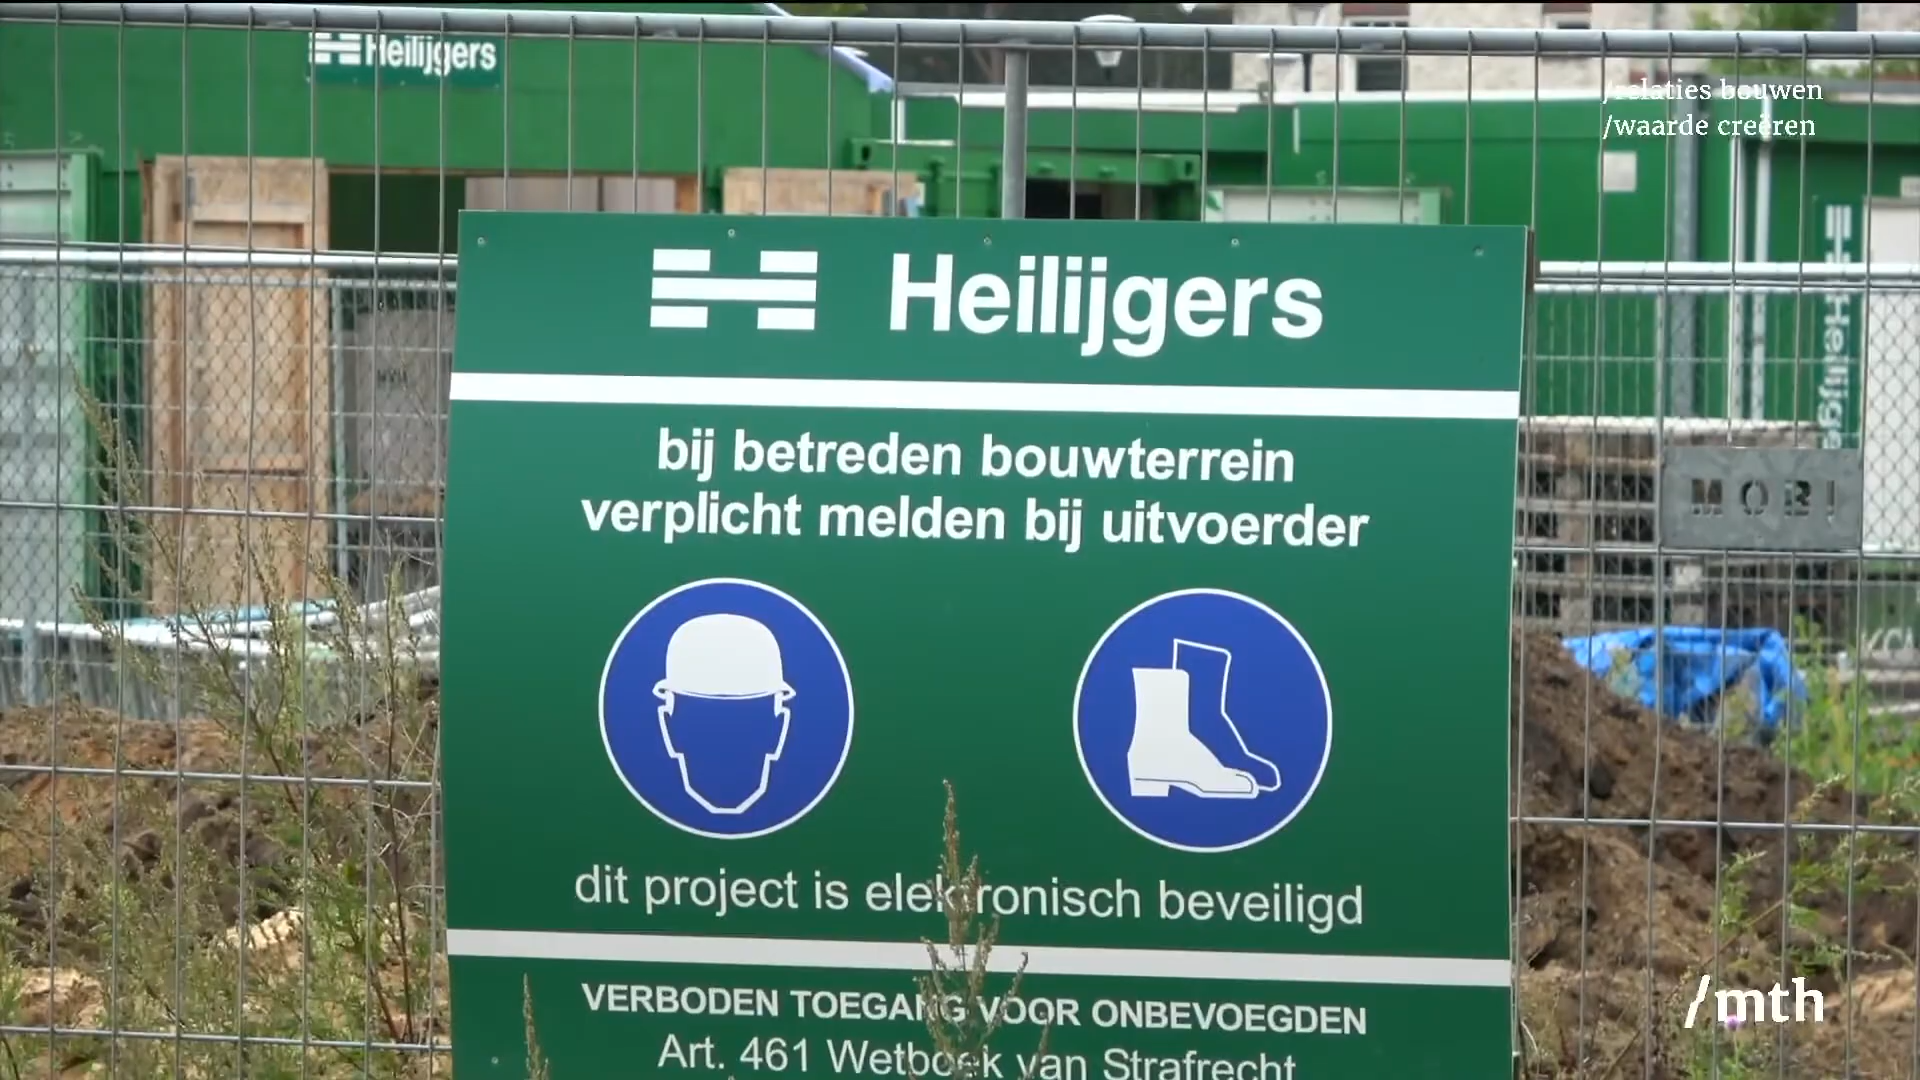 Heilijgers
/relaties bouwen
/waarde creëren
Heilijgers
bij betreden bouwterrein
verplicht melden bij uitvoerder
dit project is elektronisch beveiligd
VERBODEN TOEGANG VOOR ONBEVOEGDEN
Art. 461 Wetboek van Strafrecht
Heilijge
MOBI
/mth